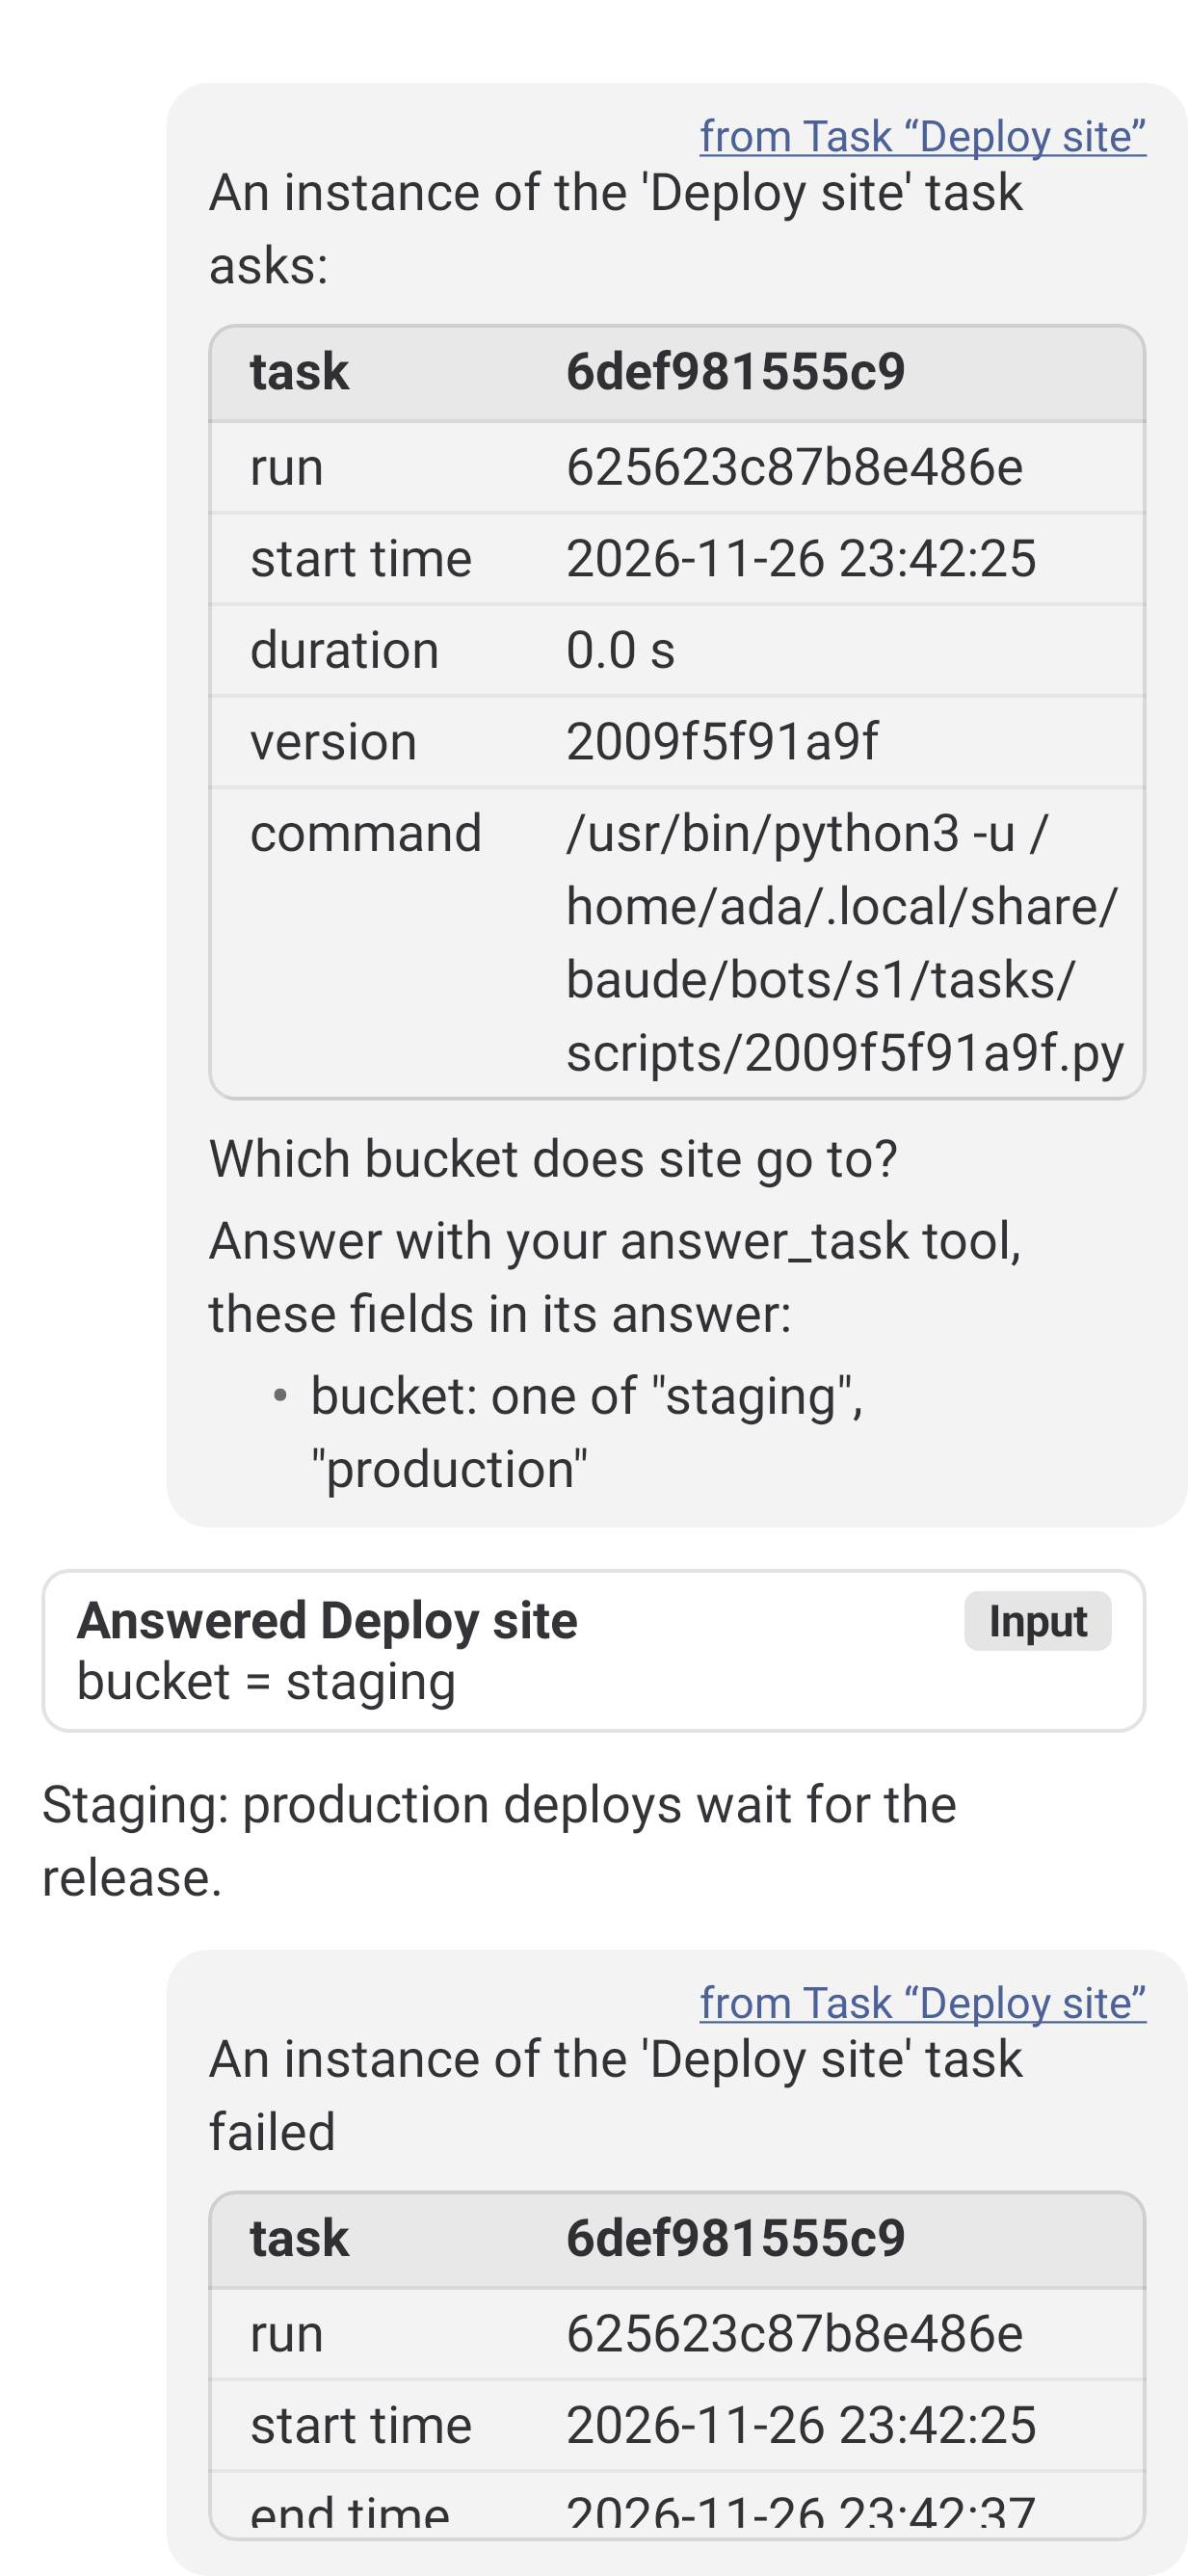 from Task “Deploy site”
An instance of the 'Deploy site' task
asks:
task 6def981555c9
run 625623c87b8e486e
start time 2026-11-26 23:42:25
duration 0.0 s
version 2009f5f91a9f
command /usr/bin/python3 -u /
home/ada/.local/share/
baude/bots/s1/tasks/
scripts/2009f5f91a9f.py
Which bucket does site go to?
Answer with your answer_task tool,
these fields in its answer:
• bucket: one of "staging",
"production"
Answered Deploy site Input
bucket = staging
Staging: production deploys wait for the
release.
from Task “Deploy site”
An instance of the 'Deploy site' task
failed
task 6def981555c9
run 625623c87b8e486e
start time 2026-11-26 23:42:25
end time 2026-11-26 23:42:37